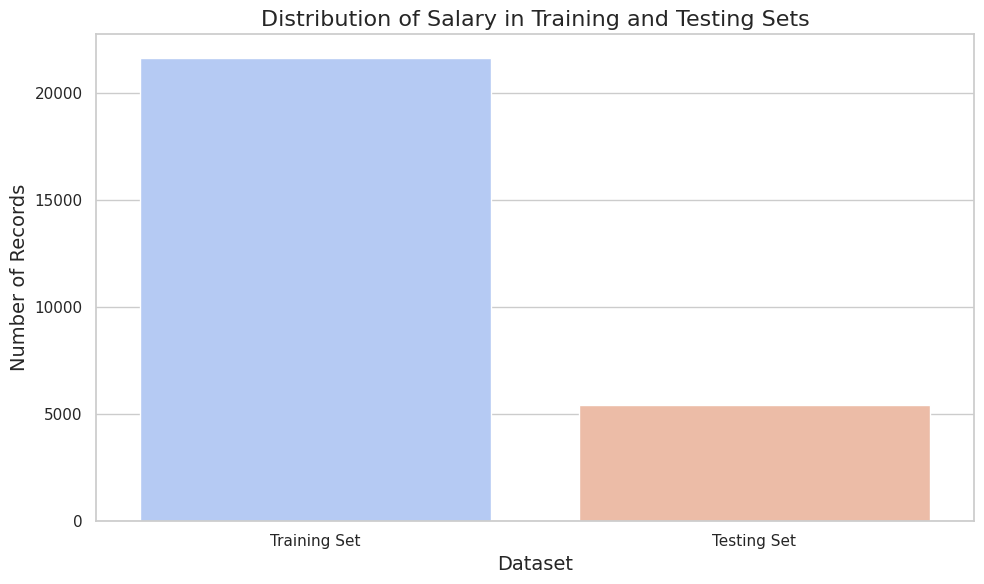 Distribution of Salary in Training and Testing Sets
Number of Records
20000
15000
10000
5000
0
Training Set
Testing Set
Dataset